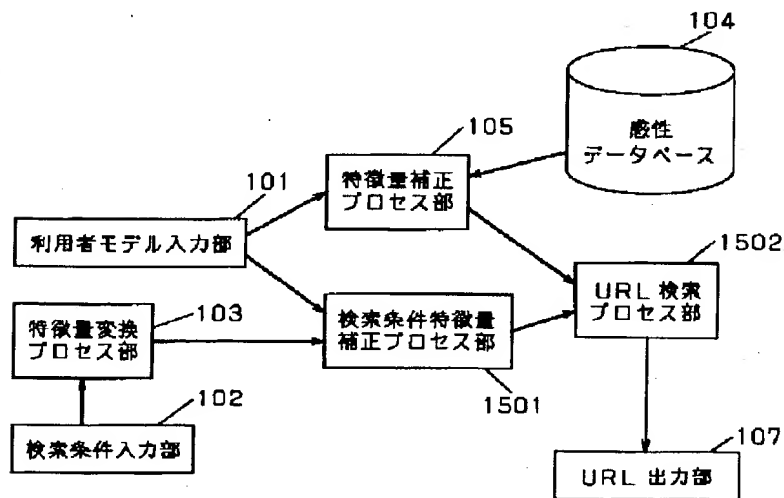 104
感性
データベース
105
特徴量補正
プロセス部
101
利用者モデル入力部
1502
URL 検索
プロセス部
103
特徴量変換
プロセス部
検索条件特徴量
補正プロセス部
1501
102
検索条件入力部
107
URL 出力部